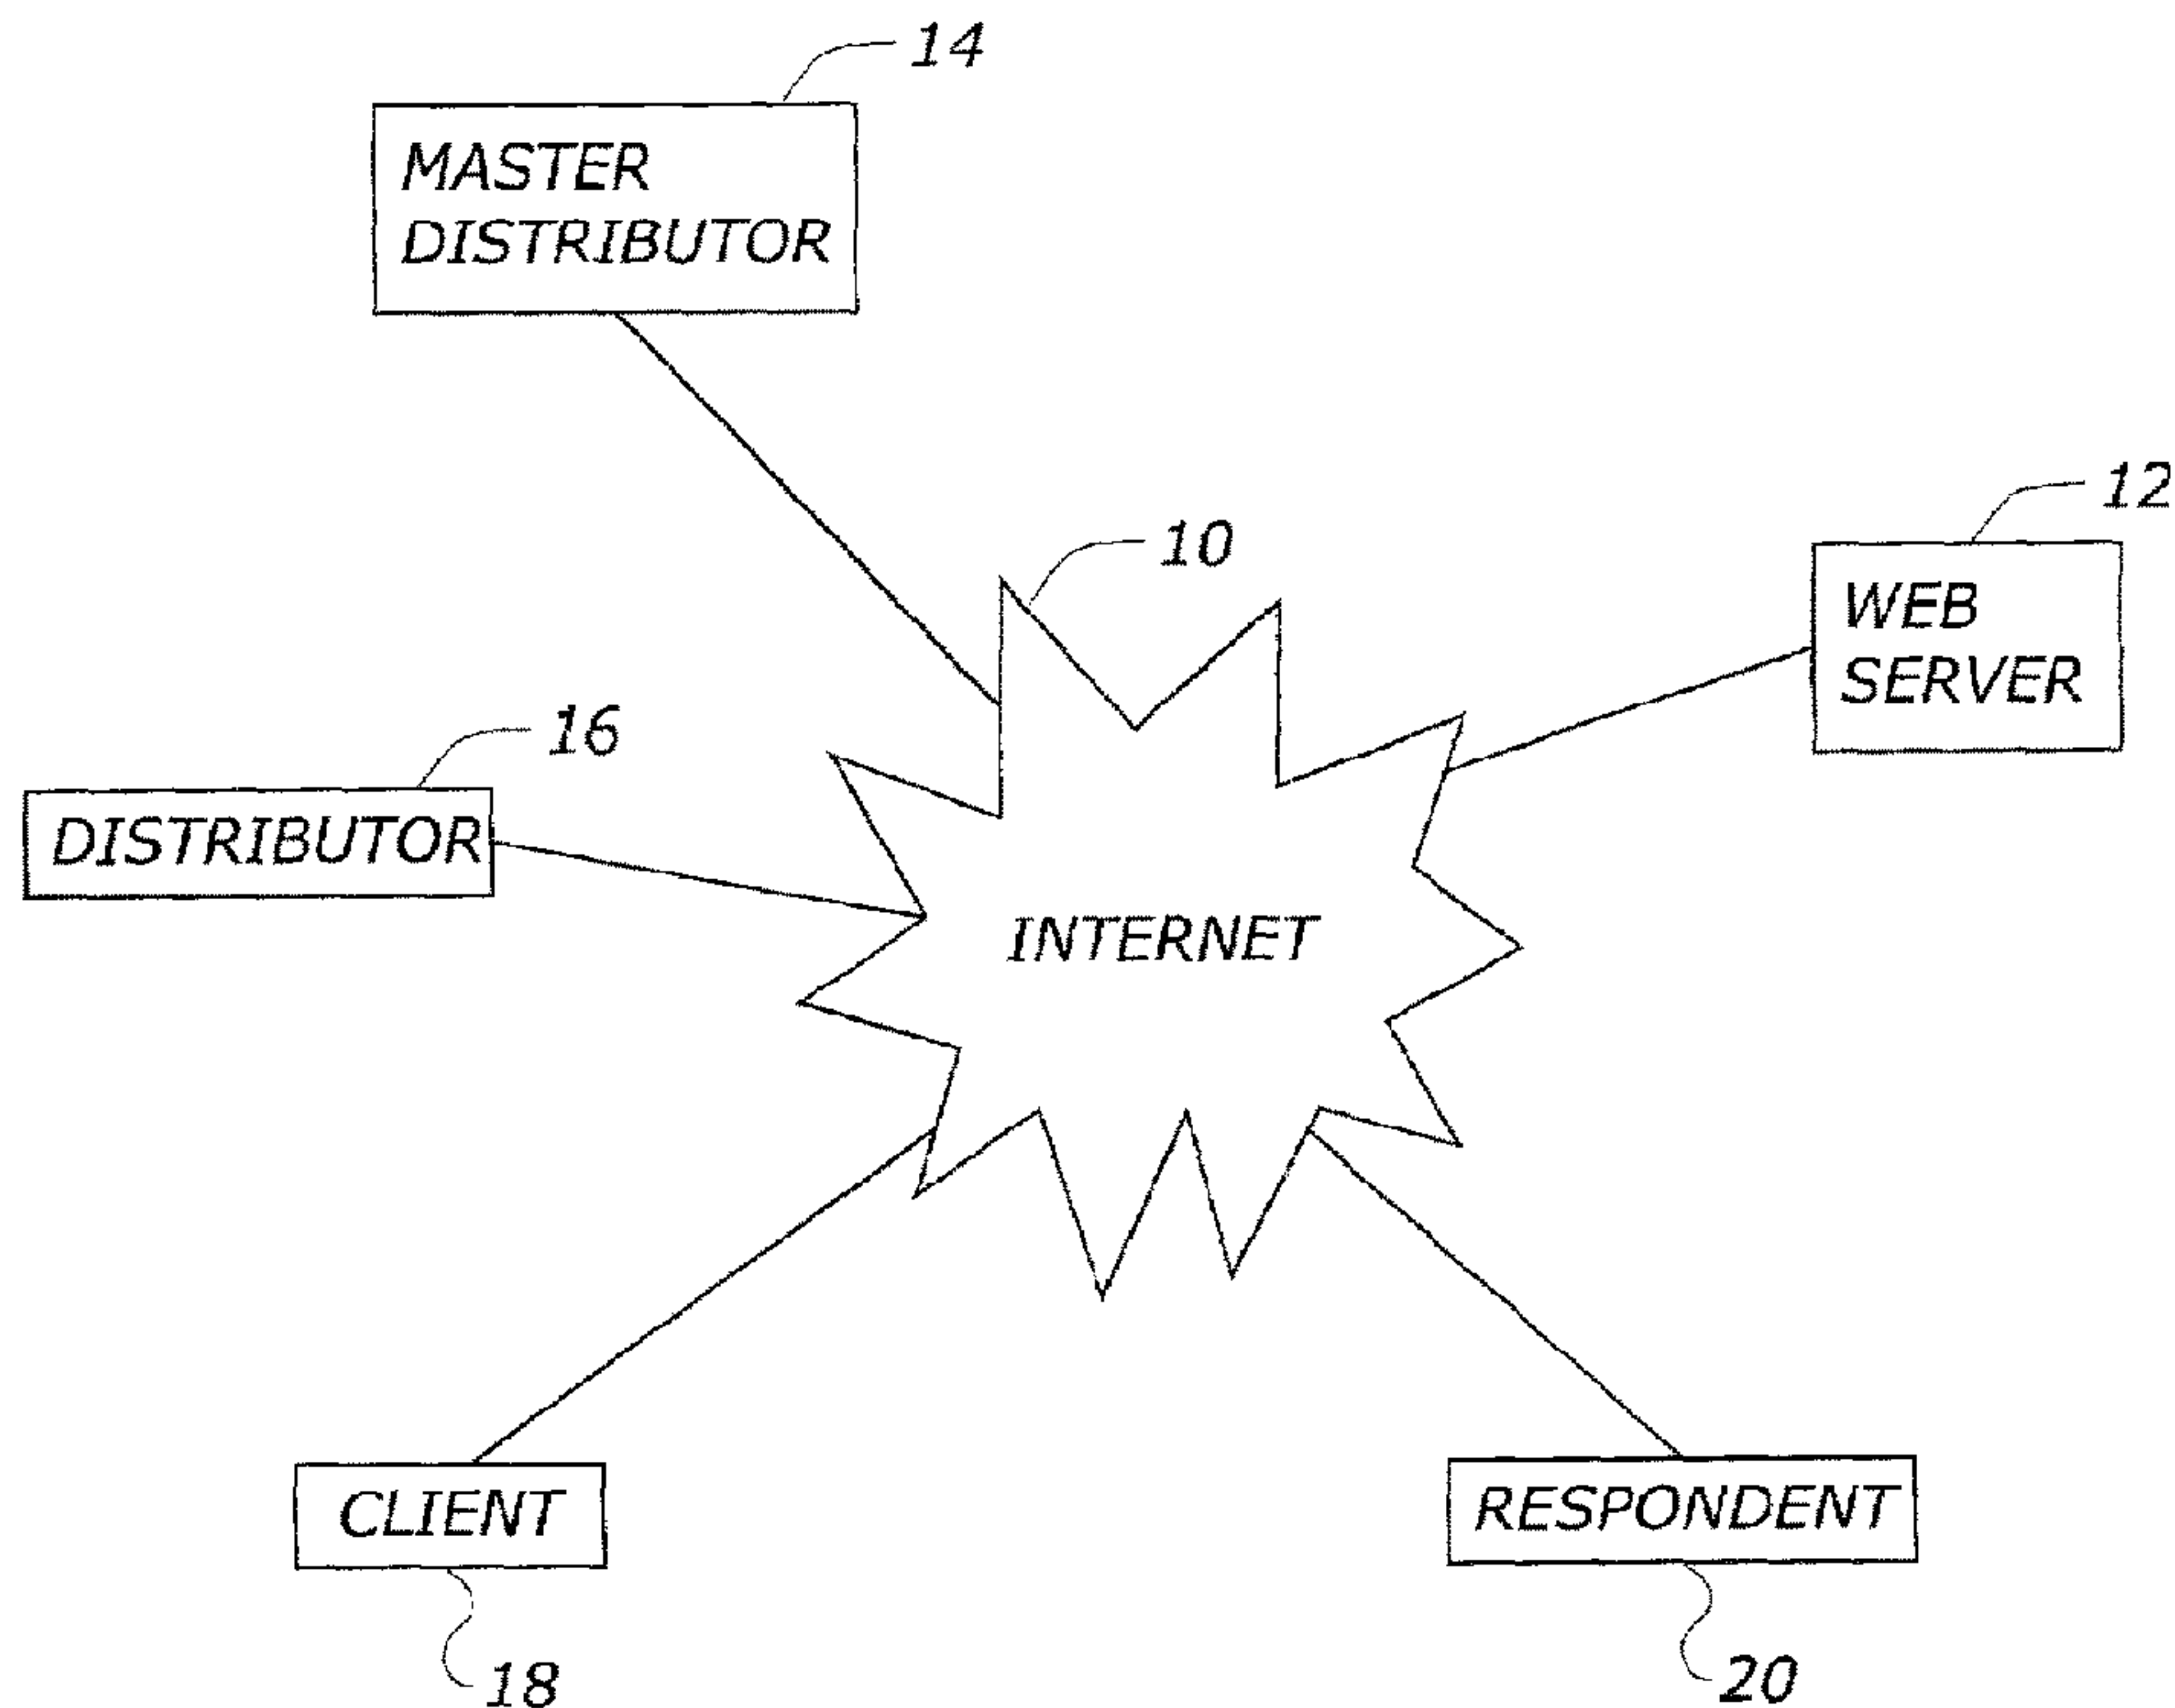 14
MASTER
DISTRIBUTOR
12
10
WEB
SERVER
16
DISTRIBUTOR
INTERNET
CLIENT
RESPONDENT
18
20